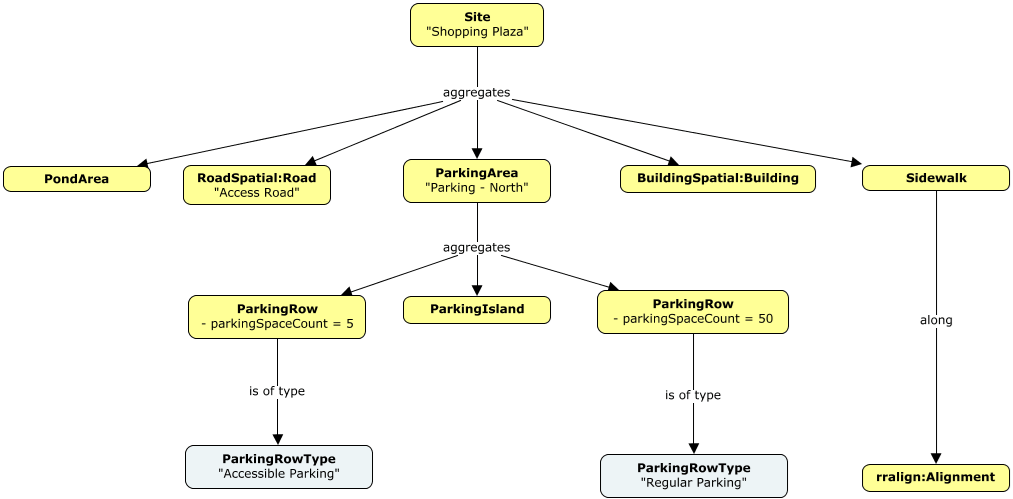 Site
"Shopping Plaza"
aggregates
PondArea
RoadSpatial:Road
"Access Road"
ParkingArea
"Parking - North"
BuildingSpatial:Building
Sidewalk
aggregates
ParkingRow
- parkingSpaceCount = 5
ParkingIsland
ParkingRow
- parkingSpaceCount = 50
along
is of type
is of type
ParkingRowType
"Accessible Parking"
ParkingRowType
"Regular Parking"
rralign:Alignment